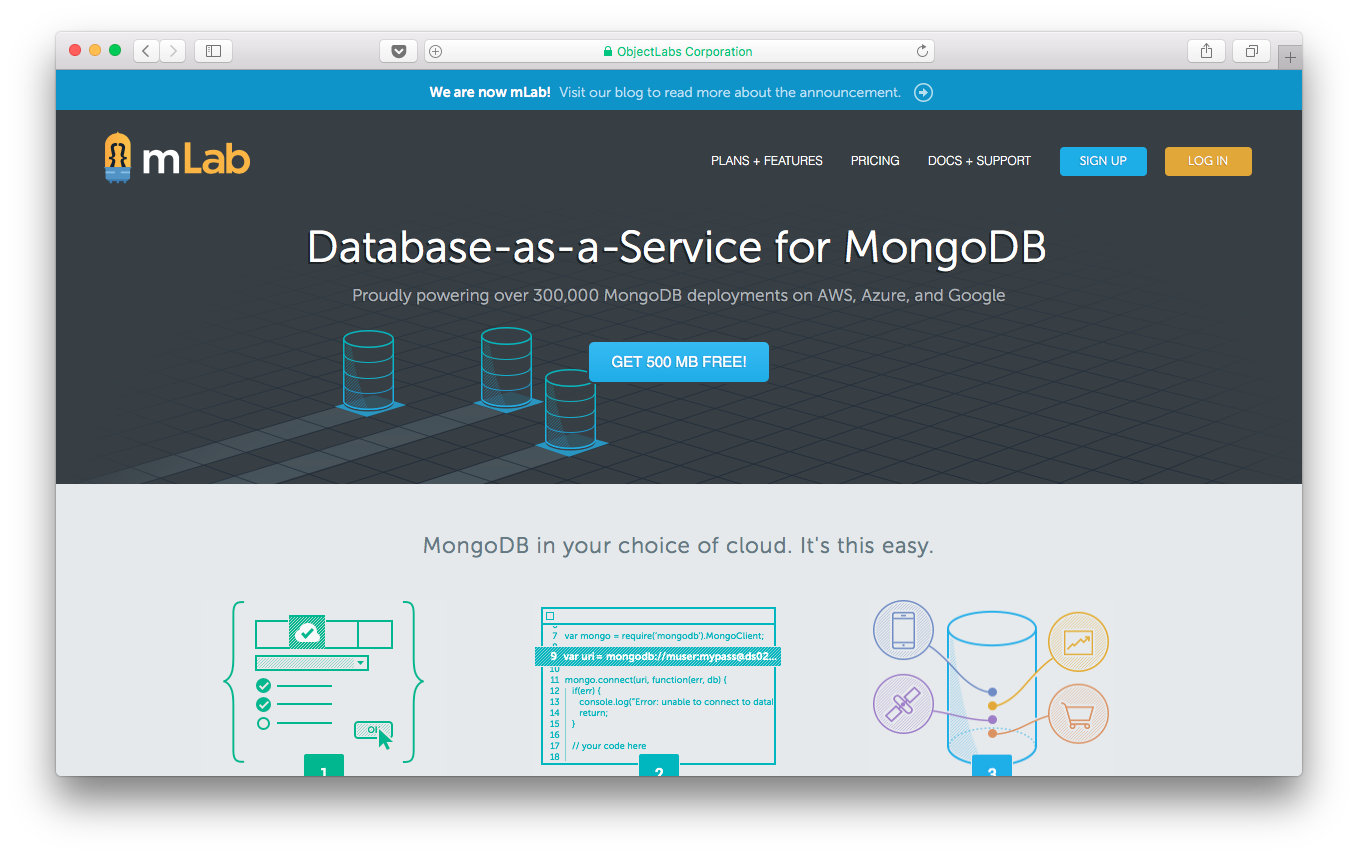 ObjectLabs Corporation
We are now mLab! Visit our blog to read more about the announcement.
mLab
PLANS + FEATURES
PRICING
DOCS + SUPPORT
SIGN UP
LOG IN
Database-as-a-Service for MongoDB
Proudly powering over 300,000 MongoDB deployments on AWS, Azure, and Google
GET 500 MB FREE!
MongoDB in your choice of cloud. It's this easy.
1
7 var mongo = require('mongodb').MongoClient;
9 var uri = mongodb://muser:mypass@ds02...
10
11 mongo.connect(uri, function(err, db) {
12 if(err) {
13 console.log("Error: unable to connect to datal
14 return;
15 }
16
17 // your code here
18
2
3